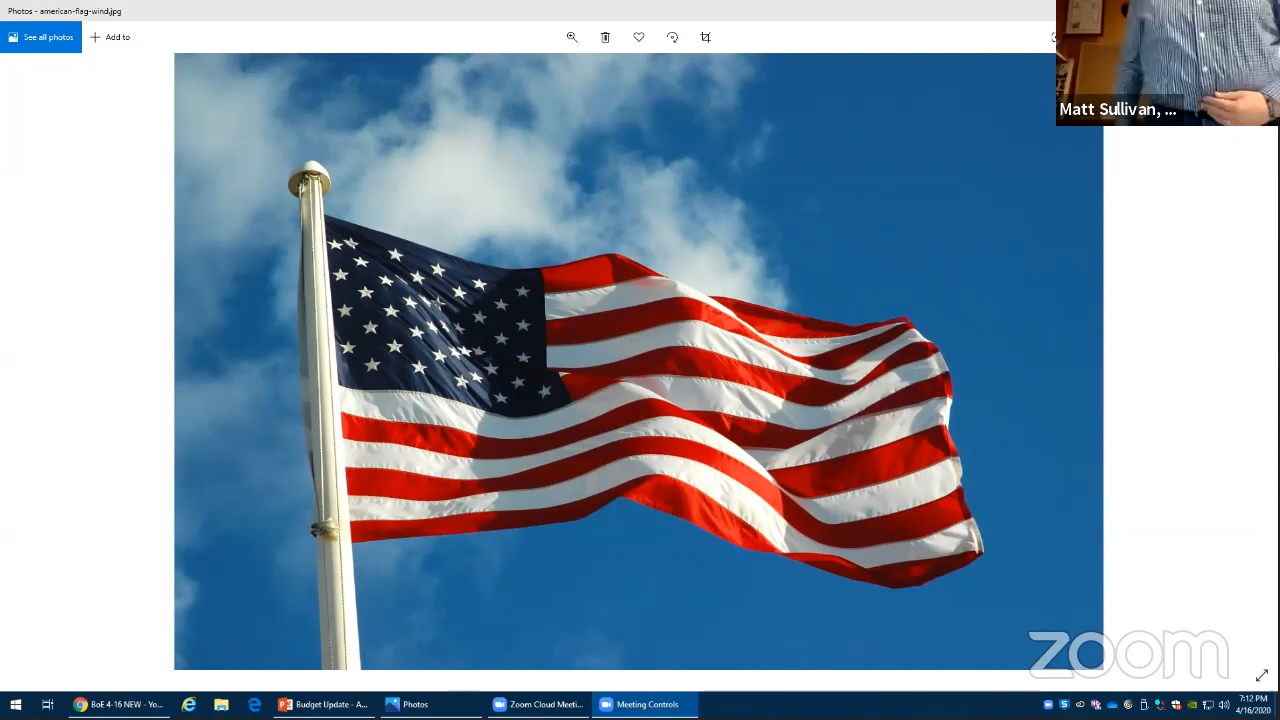 Photos - american-flag-wind.jpg
See all photos
Add to
Matt Sullivan, ...
zoom
BoE 4-16 NEW - Yo...
Budget Update - A...
Photos
Zoom Cloud Meeti...
Meeting Controls
7:12 PM
4/16/2020